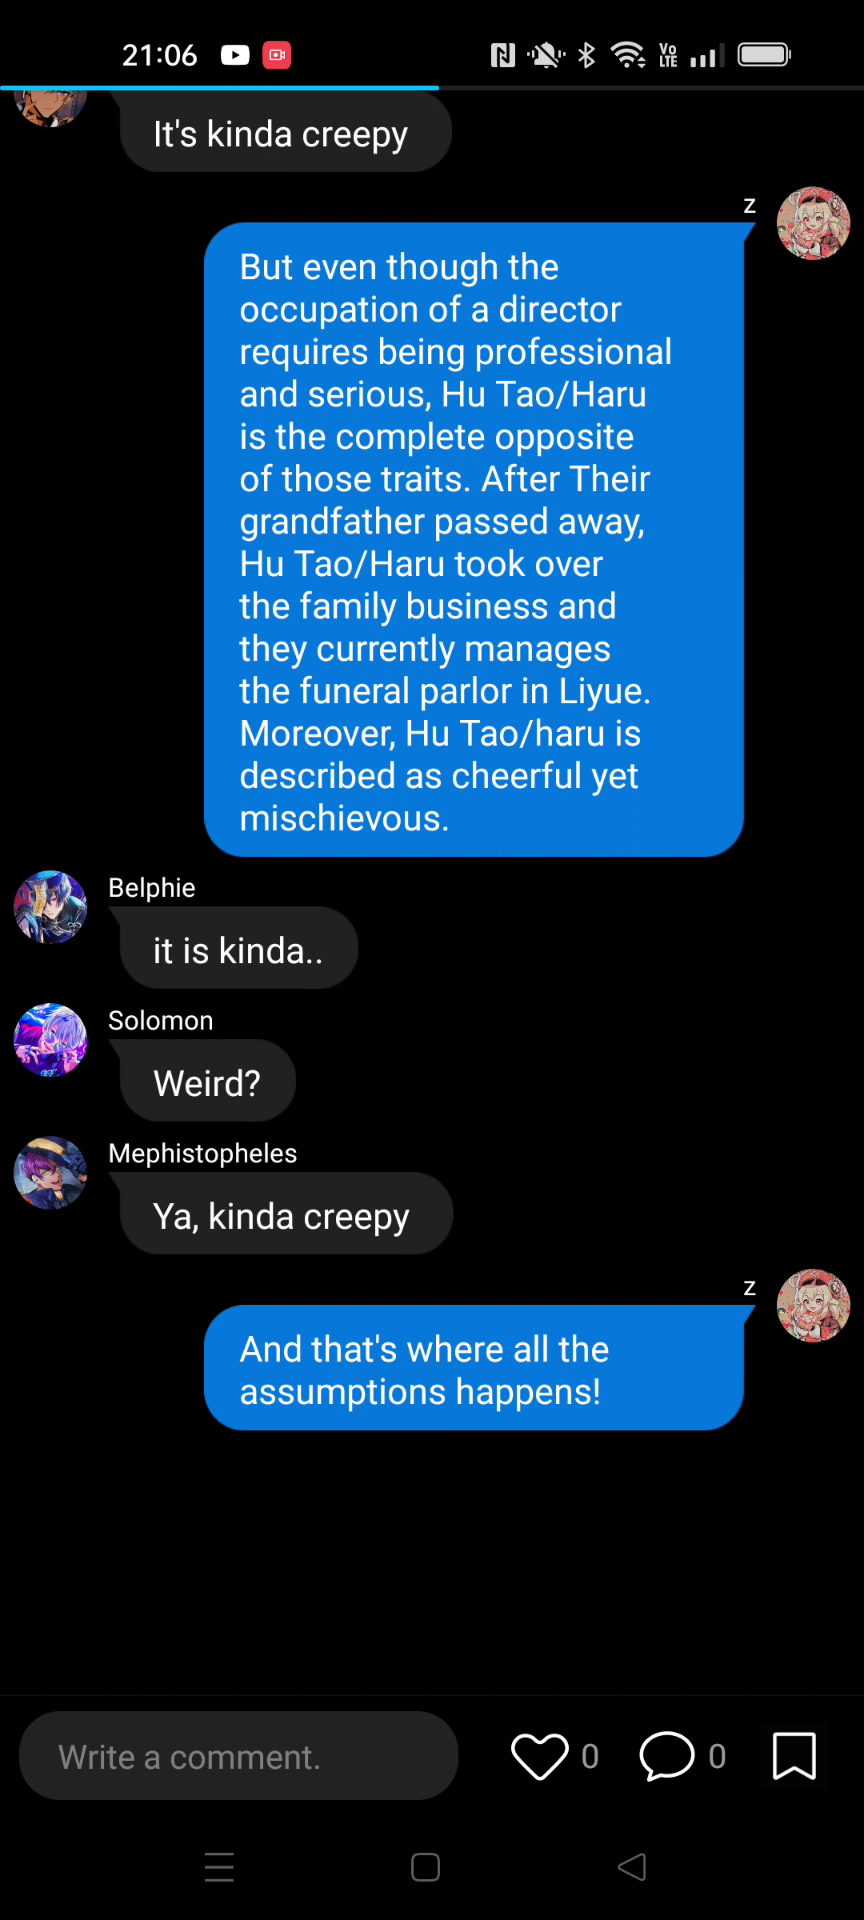 21:06
Vo
LTE
It's kinda creepy
z
But even though the
occupation of a director
requires being professional
and serious, Hu Tao/Haru
is the complete opposite
of those traits. After Their
grandfather passed away,
Hu Tao/Haru took over
the family business and
they currently manages
the funeral parlor in Liyue.
Moreover, Hu Tao/haru is
described as cheerful yet
mischievous.
Belphie
it is kinda..
Solomon
Weird?
Mephistopheles
Ya, kinda creepy
z
And that's where all the
assumptions happens!
Write a comment.
0
0